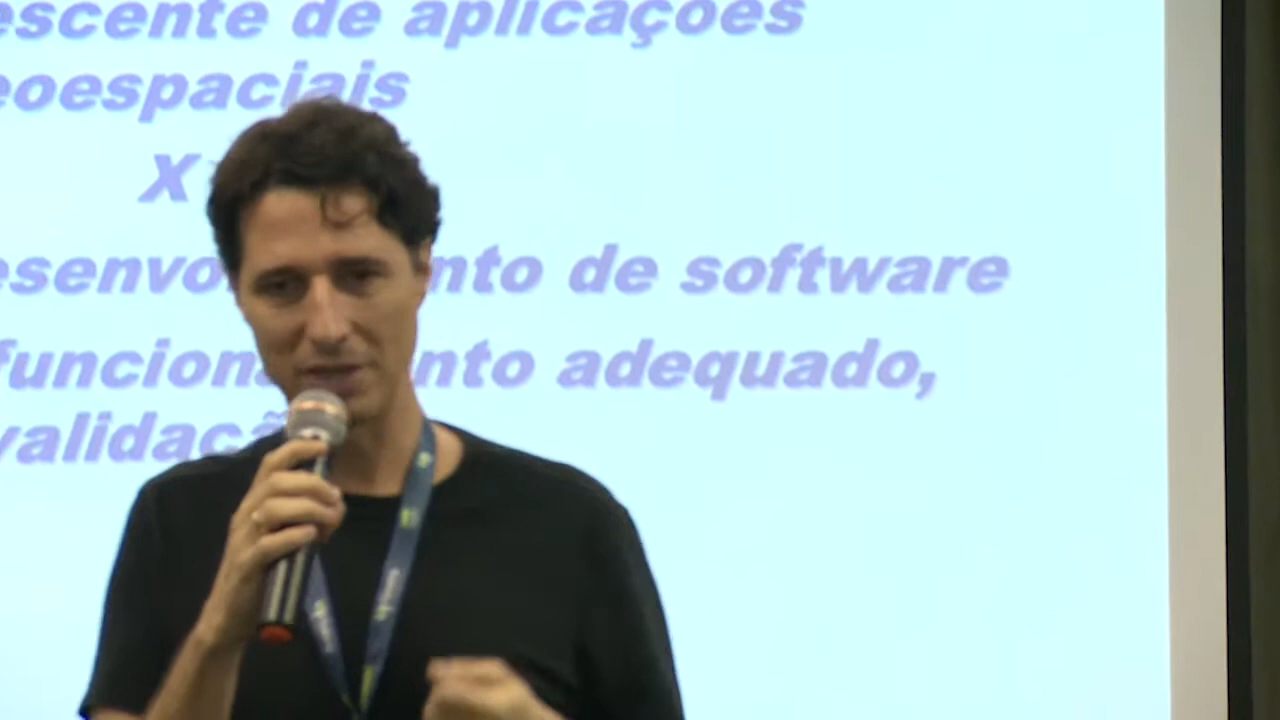 escente de aplicações
eoespaciais
X
esenvo nto de software
funciona nto adequado,
validaçã